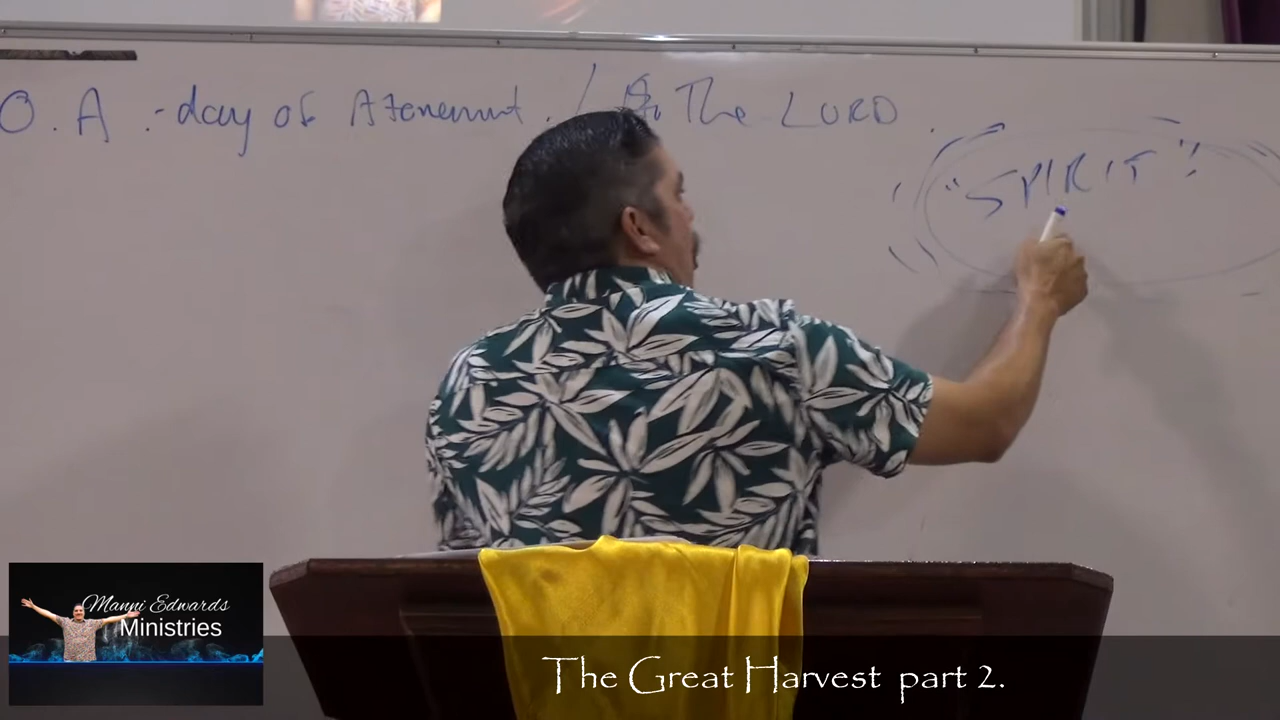 O.A :- day of Atonement. / The LORD.
"SPIRIT"
Manni Edwards
Ministries
The Great Harvest part 2.